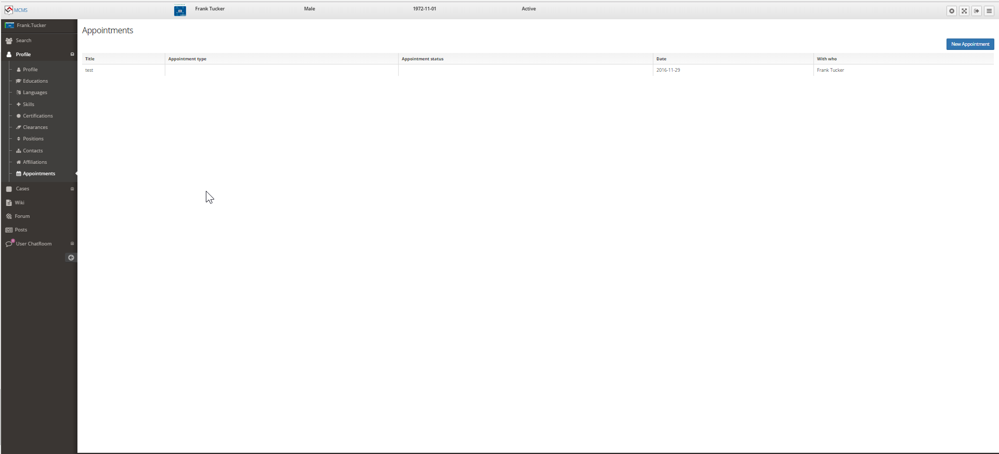 MCMS
Frank Tucker Male 1972-11-01 Active
Frank.Tucker
Search
Profile
Profile
Educations
Languages
Skills
Certifications
Clearances
Positions
Contacts
Affiliations
Appointments
Cases
Wiki
Forum
Posts
User ChatRoom
Appointments
New Appointment
Title Appointment type Appointment status Date With who
test 2016-11-29 Frank Tucker